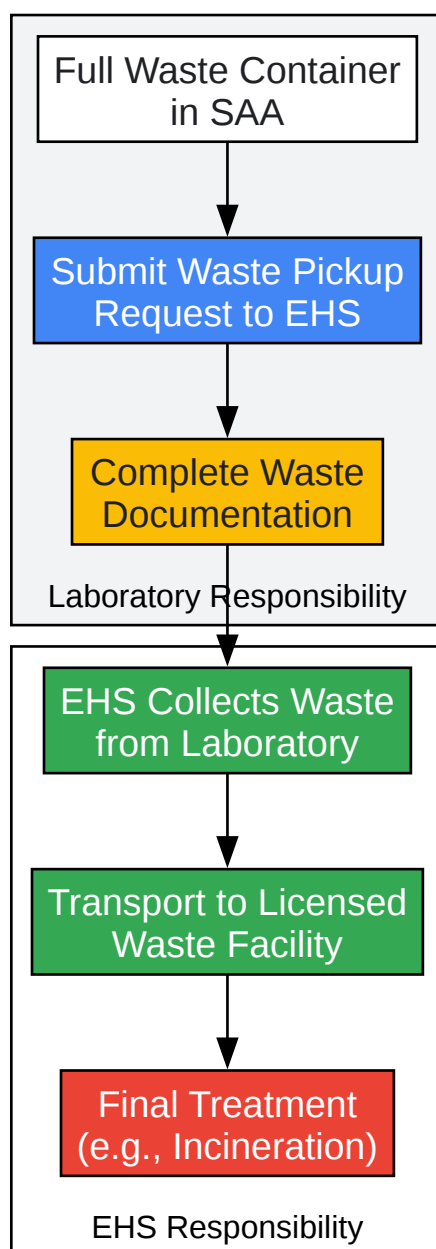 Full Waste Container
in SAA
Submit Waste Pickup
Request to EHS
Complete Waste
Documentation
Laboratory Responsibility
EHS Collects Waste
from Laboratory
Transport to Licensed
Waste Facility
Final Treatment
(e.g., Incineration)
EHS Responsibility